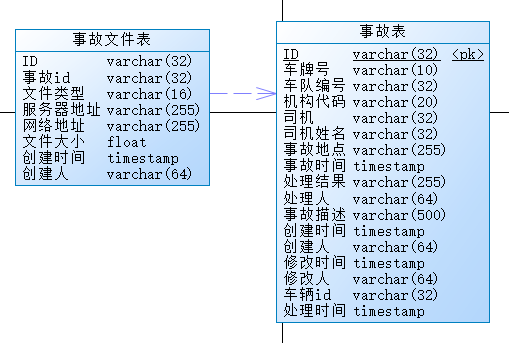 事故文件表
ID varchar(32)
事故id varchar(32)
文件类型 varchar(16)
服务器地址 varchar(255)
网络地址 varchar(255)
文件大小 float
创建时间 timestamp
创建人 varchar(64)
事故表
ID varchar(32) <pk>
车牌号 varchar(10)
车队编号 varchar(32)
机构代码 varchar(20)
司机 varchar(32)
司机姓名 varchar(32)
事故地点 varchar(255)
事故时间 timestamp
处理结果 varchar(255)
处理人 varchar(64)
事故描述 varchar(500)
创建时间 timestamp
创建人 varchar(64)
修改时间 timestamp
修改人 varchar(64)
车辆id varchar(32)
处理时间 timestamp